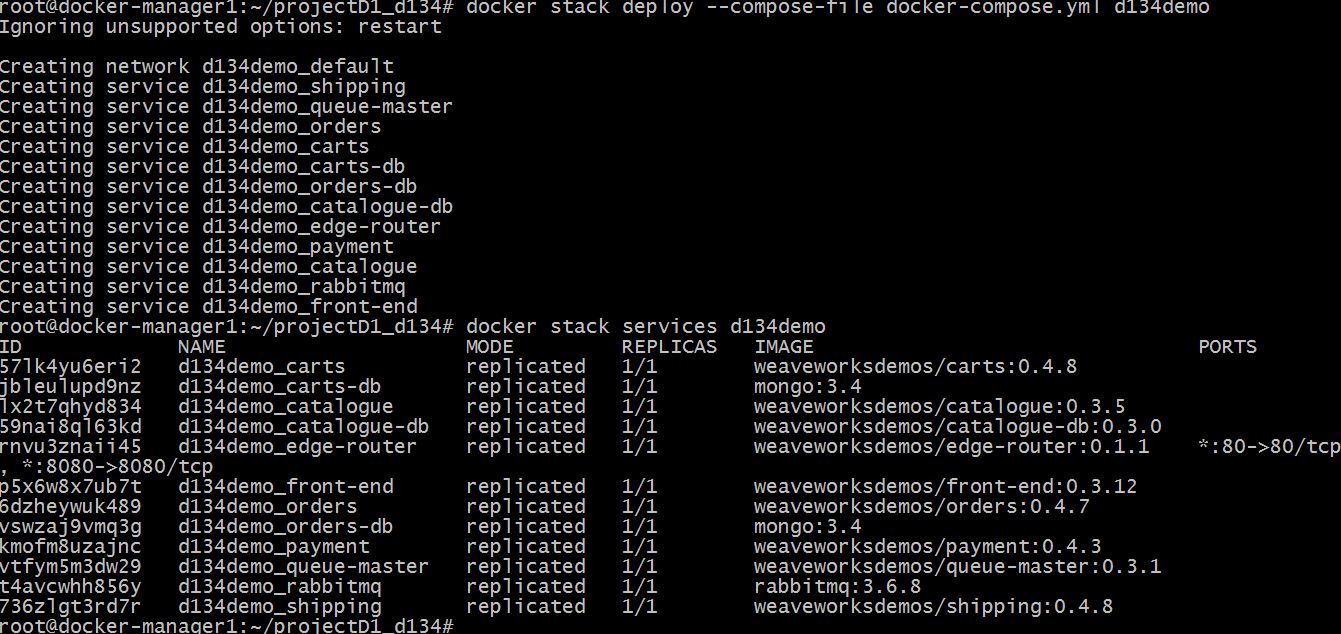 root@docker-manager1:~/projectD1_d134# docker stack deploy --compose-file docker-compose.yml d134demo
Ignoring unsupported options: restart
Creating network d134demo_default
Creating service d134demo_shipping
Creating service d134demo_queue-master
Creating service d134demo_orders
Creating service d134demo_carts
Creating service d134demo_carts-db
Creating service d134demo_orders-db
Creating service d134demo_catalogue-db
Creating service d134demo_edge-router
Creating service d134demo_payment
Creating service d134demo_catalogue
Creating service d134demo_rabbitmq
Creating service d134demo_front-end
root@docker-manager1:~/projectD1_d134# docker stack services d134demo
ID NAME MODE REPLICAS IMAGE PORTS
57lk4yu6eri2 d134demo_carts replicated 1/1 weaveworksdemos/carts:0.4.8
jbleulupd9nz d134demo_carts-db replicated 1/1 mongo:3.4
lx2t7qhyd834 d134demo_catalogue replicated 1/1 weaveworksdemos/catalogue:0.3.5
59nai8ql63kd d134demo_catalogue-db replicated 1/1 weaveworksdemos/catalogue-db:0.3.0
rnvu3znaii45 d134demo_edge-router replicated 1/1 weaveworksdemos/edge-router:0.1.1 *:80->80/tcp
, *:8080->8080/tcp
p5x6w8x7ub7t d134demo_front-end replicated 1/1 weaveworksdemos/front-end:0.3.12
6dzheywuk489 d134demo_orders replicated 1/1 weaveworksdemos/orders:0.4.7
vswzaj9vmq3g d134demo_orders-db replicated 1/1 mongo:3.4
kmofm8uzajnc d134demo_payment replicated 1/1 weaveworksdemos/payment:0.4.3
vtfym5m3dw29 d134demo_queue-master replicated 1/1 weaveworksdemos/queue-master:0.3.1
t4avcwhh856y d134demo_rabbitmq replicated 1/1 rabbitmq:3.6.8
736zlgt3rd7r d134demo_shipping replicated 1/1 weaveworksdemos/shipping:0.4.8
root@docker-manager1:~/projectD1_d134#